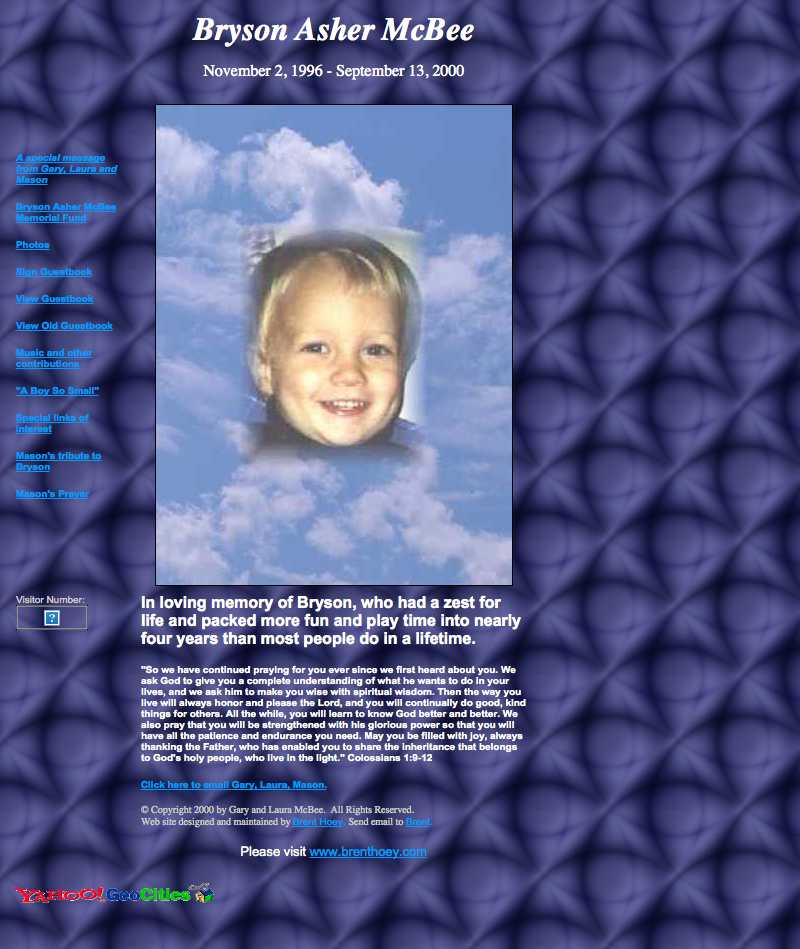 Bryson Asher McBee
November 2, 1996 - September 13, 2000
A special message
from Gary, Laura and
Mason
Bryson Asher McBee
Memorial Fund
Photos
Sign Guestbook
View Guestbook
View Old Guestbook
Music and other
contributions
"A Boy So Small"
Special links of
interest
Mason's tribute to
Bryson
Mason's Prayer
Visitor Number:
?
In loving memory of Bryson, who had a zest for
life and packed more fun and play time into nearly
four years than most people do in a lifetime.
"So we have continued praying for you ever since we first heard about you. We
ask God to give you a complete understanding of what he wants to do in your
lives, and we ask him to make you wise with spiritual wisdom. Then the way you
live will always honor and please the Lord, and you will continually do good, kind
things for others. All the while, you will learn to know God better and better. We
also pray that you will be strengthened with his glorious power so that you will
have all the patience and endurance you need. May you be filled with joy, always
thanking the Father, who has enabled you to share the inheritance that belongs
to God's holy people, who live in the light." Colossians 1:9-12
Click here to email Gary, Laura, Mason.
© Copyright 2000 by Gary and Laura McBee. All Rights Reserved.
Web site designed and maintained by Brent Hoey. Send email to Brent.
Please visit www.brenthoey.com
YAHOO! GeoCities